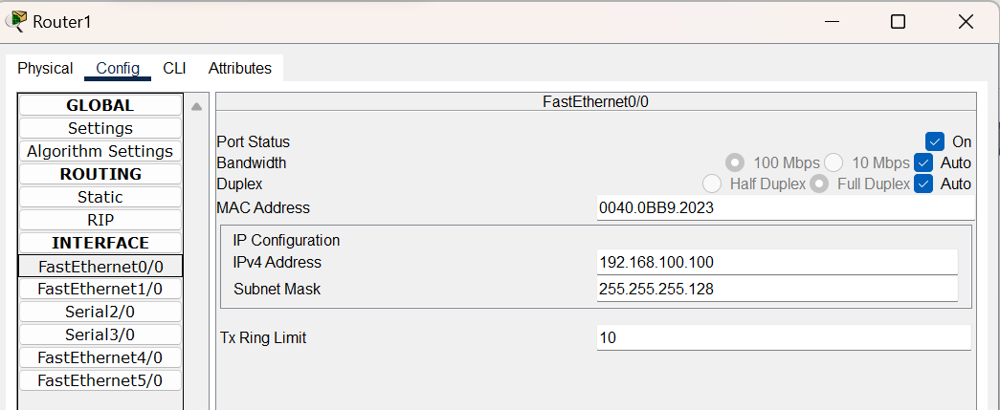 Router1
Physical Config CLI Attributes
GLOBAL
Settings
Algorithm Settings
ROUTING
Static
RIP
INTERFACE
FastEthernet0/0
FastEthernet1/0
Serial2/0
Serial3/0
FastEthernet4/0
FastEthernet5/0
FastEthernet0/0
Port Status On
Bandwidth 100 Mbps 10 Mbps Auto
Duplex Half Duplex Full Duplex Auto
MAC Address 0040.0BB9.2023
IP Configuration
IPv4 Address 192.168.100.100
Subnet Mask 255.255.255.128
Tx Ring Limit 10